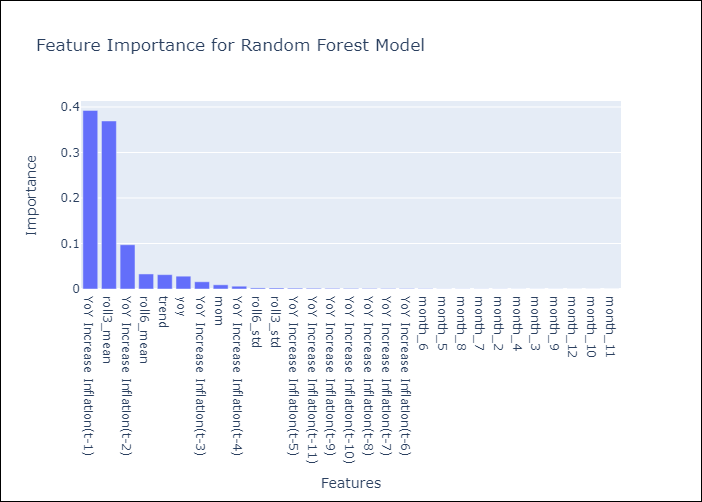 Feature Importance for Random Forest Model
Importance
0.4
0.3
0.2
0.1
0
YoY Increase Inflation(t-1)
roll3_mean
YoY Increase Inflation(t-2)
roll6_mean
trend
yoy
YoY Increase Inflation(t-3)
mom
YoY Increase Inflation(t-4)
roll6_std
roll3_std
YoY Increase Inflation(t-5)
YoY Increase Inflation(t-11)
YoY Increase Inflation(t-9)
YoY Increase Inflation(t-10)
YoY Increase Inflation(t-8)
YoY Increase Inflation(t-7)
YoY Increase Inflation(t-6)
month_6
month_5
month_8
month_7
month_2
month_4
month_3
month_9
month_12
month_10
month_11
Features